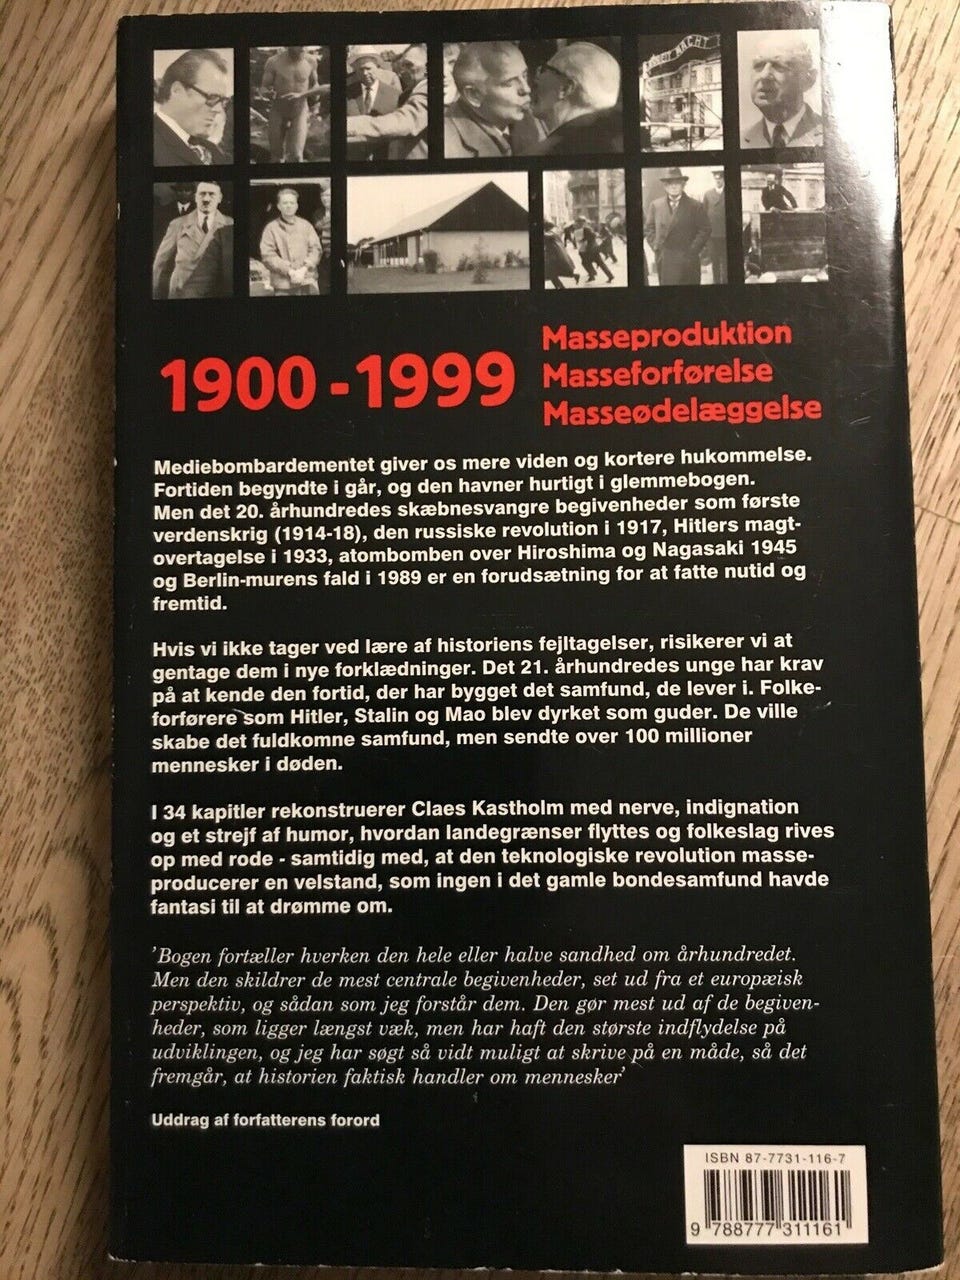 MACHT
1900-1999
Masseproduktion
Masseforførelse
Masseødelæggelse
Mediebombardementet giver os mere viden og kortere hukommelse.
Fortiden begyndte i går, og den havner hurtigt i glemmebogen.
Men det 20. århundredes skæbnesvangre begivenheder som første
verdenskrig (1914-18), den russiske revolution i 1917, Hitlers magt-
overtagelse i 1933, atombomben over Hiroshima og Nagasaki 1945
og Berlin-murens fald i 1989 er en forudsætning for at fatte nutid og
fremtid.
Hvis vi ikke tager ved lære af historiens fejltagelser, risikerer vi at
gentage dem i nye forklædninger. Det 21. århundredes unge har krav
på at kende den fortid, der har bygget det samfund, de lever i. Folke-
forførere som Hitler, Stalin og Mao blev dyrket som guder. De ville
skabe det fuldkomne samfund, men sendte over 100 millioner
mennesker i døden.
I 34 kapitler rekonstruerer Claes Kastholm med nerve, indignation
og et strejf af humor, hvordan landegrænser flyttes og folkeslag rives
op med rode - samtidig med, at den teknologiske revolution masse-
producerer en velstand, som ingen i det gamle bondesamfund havde
fantasi til at drømme om.
'Bogen fortæller hverken den hele eller halve sandhed om århundredet.
Men den skildrer de mest centrale begivenheder, set ud fra et europæisk
perspektiv, og sådan som jeg forstår dem. Den gør mest ud af de begiven-
heder, som ligger længst væk, men har haft den største indflydelse på
udviklingen, og jeg har søgt så vidt muligt at skrive på en måde, så det
fremgår, at historien faktisk handler om mennesker'
Uddrag af forfatterens forord
ISBN 87-7731-116-7
9 788777 311161